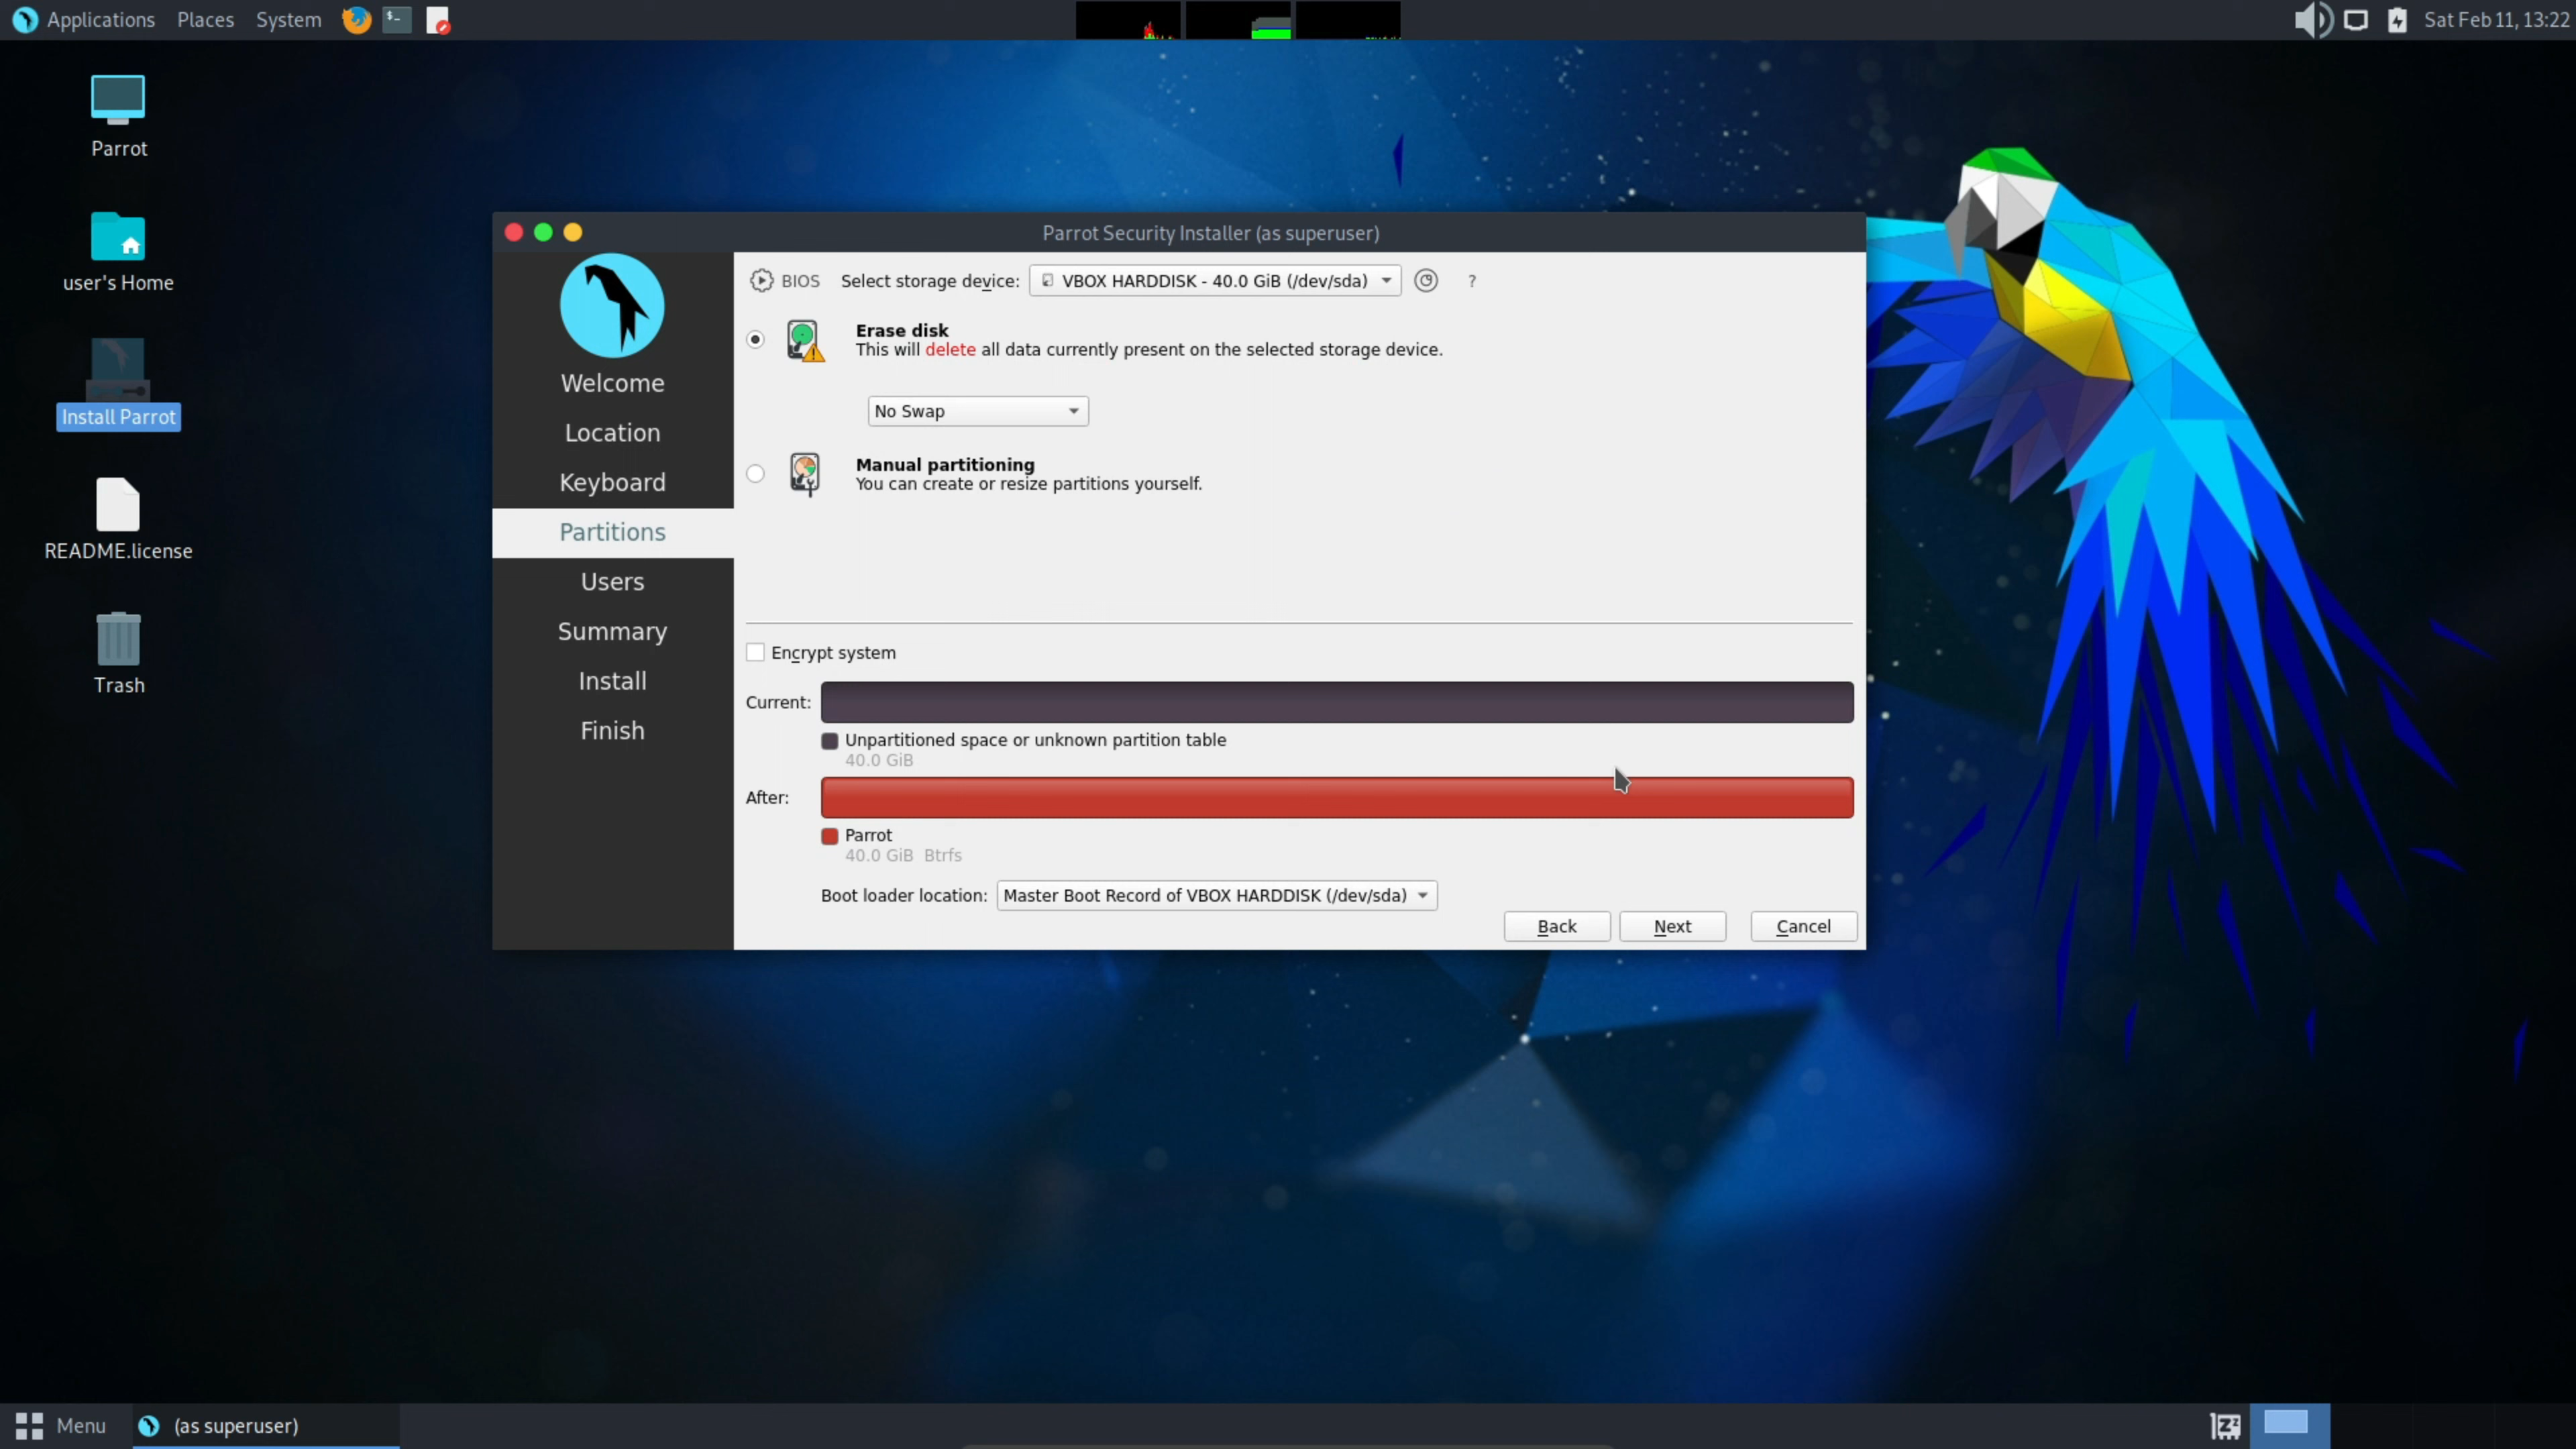 Applications Places System
Sat Feb 11, 13:22
Parrot
user's Home
Install Parrot
README.license
Trash
Parrot Security Installer (as superuser)
Welcome
Location
Keyboard
Partitions
Users
Summary
Install
Finish
BIOS Select storage device: VBOX HARDDISK - 40.0 GiB (/dev/sda) ?
Erase disk
This will delete all data currently present on the selected storage device.
No Swap
Manual partitioning
You can create or resize partitions yourself.
Encrypt system
Current:
Unpartitioned space or unknown partition table
40.0 GiB
After:
Parrot
40.0 GiB Btrfs
Boot loader location: Master Boot Record of VBOX HARDDISK (/dev/sda)
Back Next Cancel
Menu (as superuser)